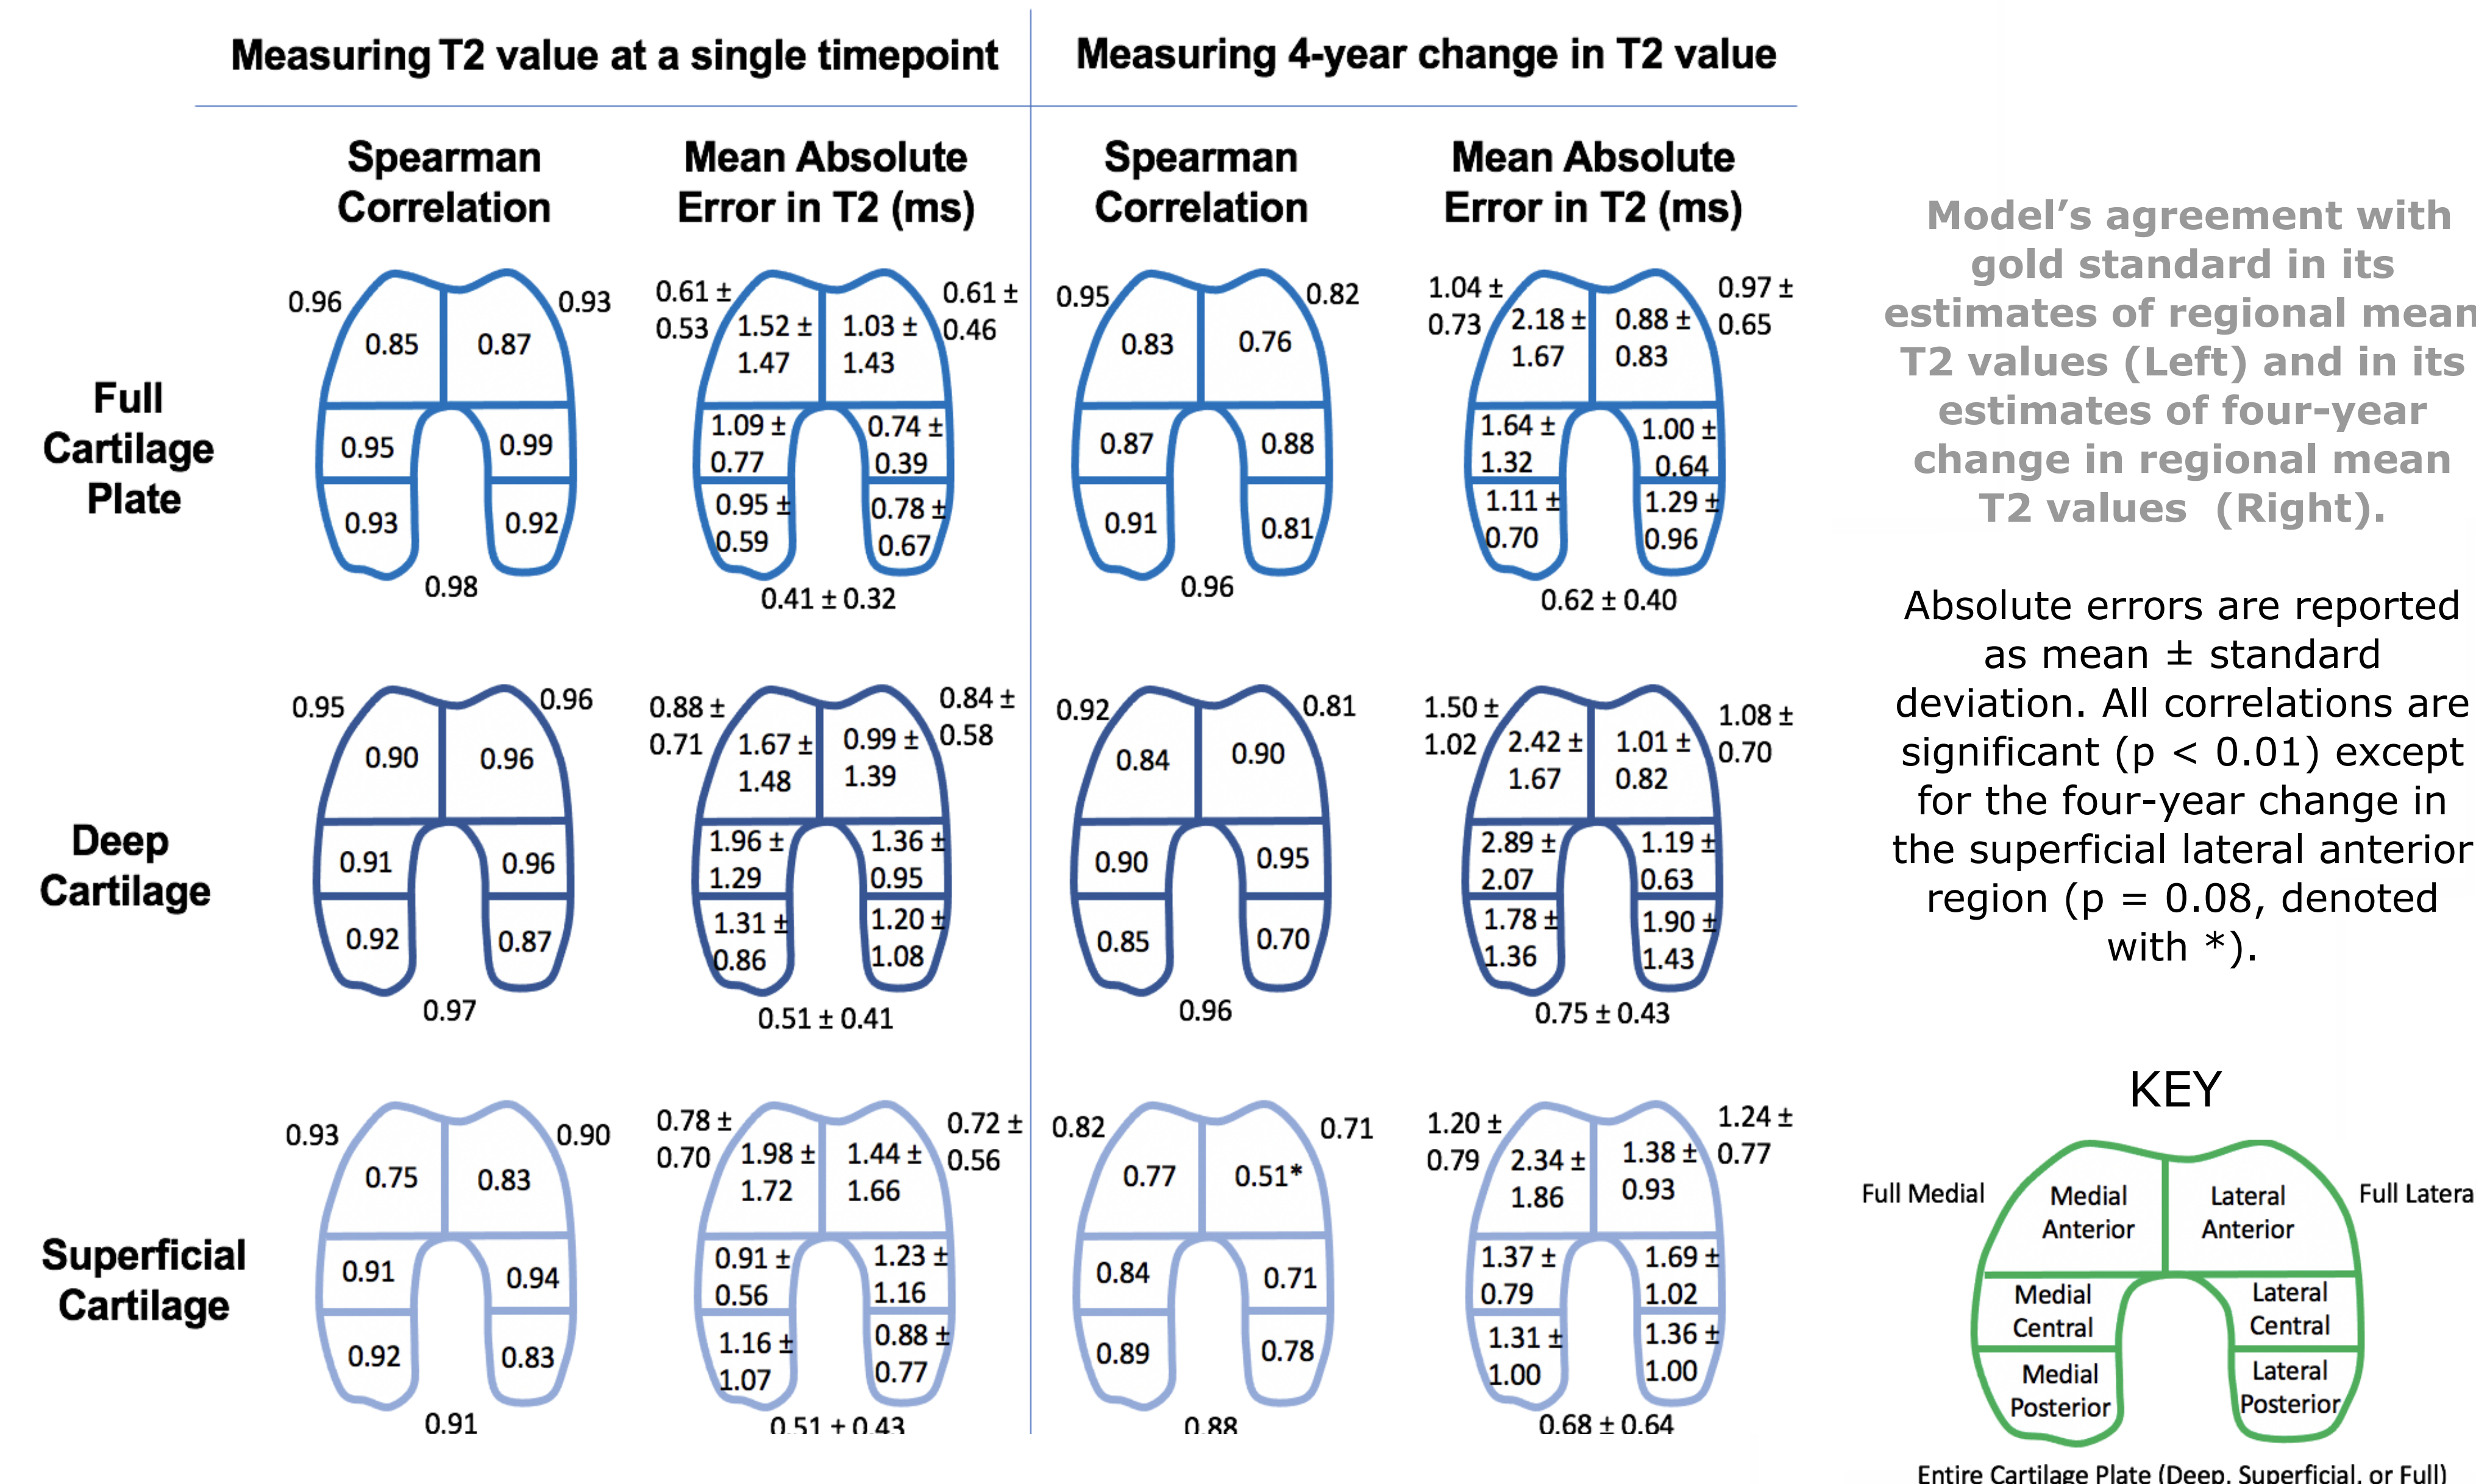 Measuring T2 value at a single timepoint
Measuring 4-year change in T2 value
Spearman
Correlation
Mean Absolute
Error in T2 (ms)
Spearman
Correlation
Mean Absolute
Error in T2 (ms)
Full
Cartilage
Plate
0.96
0.93
0.85
0.87
0.95
0.99
0.93
0.92
0.98
0.61 ±
0.53
0.61 ±
0.46
1.52 ±
1.47
1.03 ±
1.43
1.09 ±
0.77
0.74 ±
0.39
0.95 ±
0.59
0.78 ±
0.67
0.41 ± 0.32
0.95
0.82
0.83
0.76
0.87
0.88
0.91
0.81
0.96
1.04 ±
0.73
0.97 ±
0.65
2.18 ±
1.67
0.88 ±
0.83
1.64 ±
1.32
1.00 ±
0.64
1.11 ±
0.70
1.29 ±
0.96
0.62 ± 0.40
Deep
Cartilage
0.95
0.96
0.90
0.96
0.91
0.96
0.92
0.87
0.97
0.88 ±
0.71
0.84 ±
0.58
1.67 ±
1.48
0.99 ±
1.39
1.96 ±
1.29
1.36 ±
0.95
1.31 ±
0.86
1.20 ±
1.08
0.51 ± 0.41
0.92
0.81
0.84
0.90
0.90
0.95
0.85
0.70
0.96
1.50 ±
1.02
1.08 ±
0.70
2.42 ±
1.67
1.01 ±
0.82
2.89 ±
2.07
1.19 ±
0.63
1.78 ±
1.36
1.90 ±
1.43
0.75 ± 0.43
Superficial
Cartilage
0.93
0.90
0.75
0.83
0.91
0.94
0.92
0.83
0.91
0.78 ±
0.70
0.72 ±
0.56
1.98 ±
1.72
1.44 ±
1.66
0.91 ±
0.56
1.23 ±
1.16
1.16 ±
1.07
0.88 ±
0.77
0.51 ± 0.43
0.82
0.71
0.77
0.51*
0.84
0.71
0.89
0.78
0.88
1.20 ±
0.79
1.24 ±
0.77
2.34 ±
1.86
1.38 ±
0.93
1.37 ±
0.79
1.69 ±
1.02
1.31 ±
1.00
1.36 ±
1.00
0.68 ± 0.64
Model’s agreement with
gold standard in its
estimates of regional mean
T2 values (Left) and in its
estimates of four-year
change in regional mean
T2 values (Right).
Absolute errors are reported
as mean ± standard
deviation. All correlations are
significant (p < 0.01) except
for the four-year change in
the superficial lateral anterior
region (p = 0.08, denoted
with *).
KEY
Full Medial
Full Latera
Medial
Anterior
Lateral
Anterior
Medial
Central
Lateral
Central
Medial
Posterior
Lateral
Posterior
Entire Cartilage Plate (Deep, Superficial, or Full)